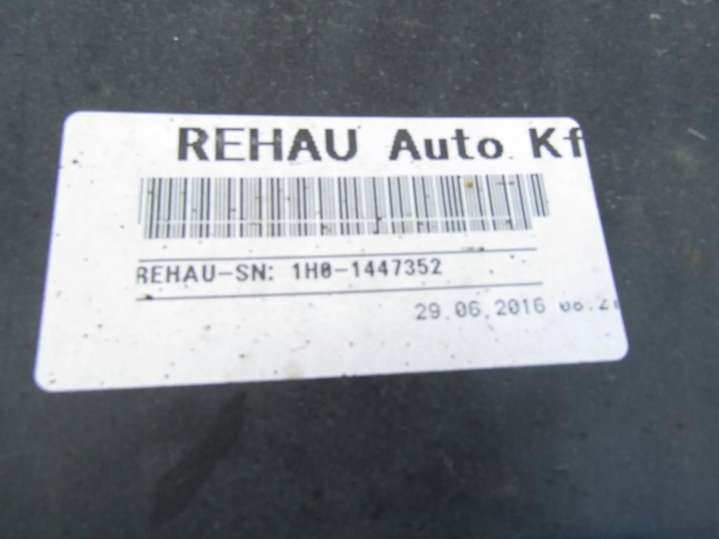 REHAU Auto Kf
REHAU-SN: 1H0-1447352
29.06.2016